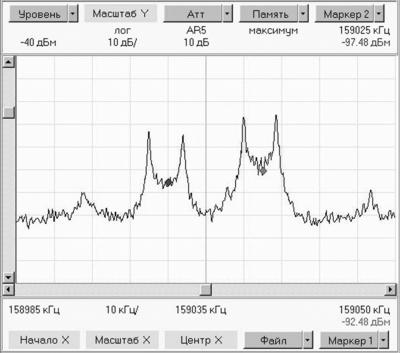 Уровень Масштаб Y Атт Память Маркер 2
лог AR5 максимум 159025 кГц
-40 дБм 10 дБ/ 10 дБ -97.48 дБм
158985 кГц 10 кГц/ 159035 кГц 159050 кГц
-92.48 дБм
Начало X Масштаб X Центр X Файл Маркер 1